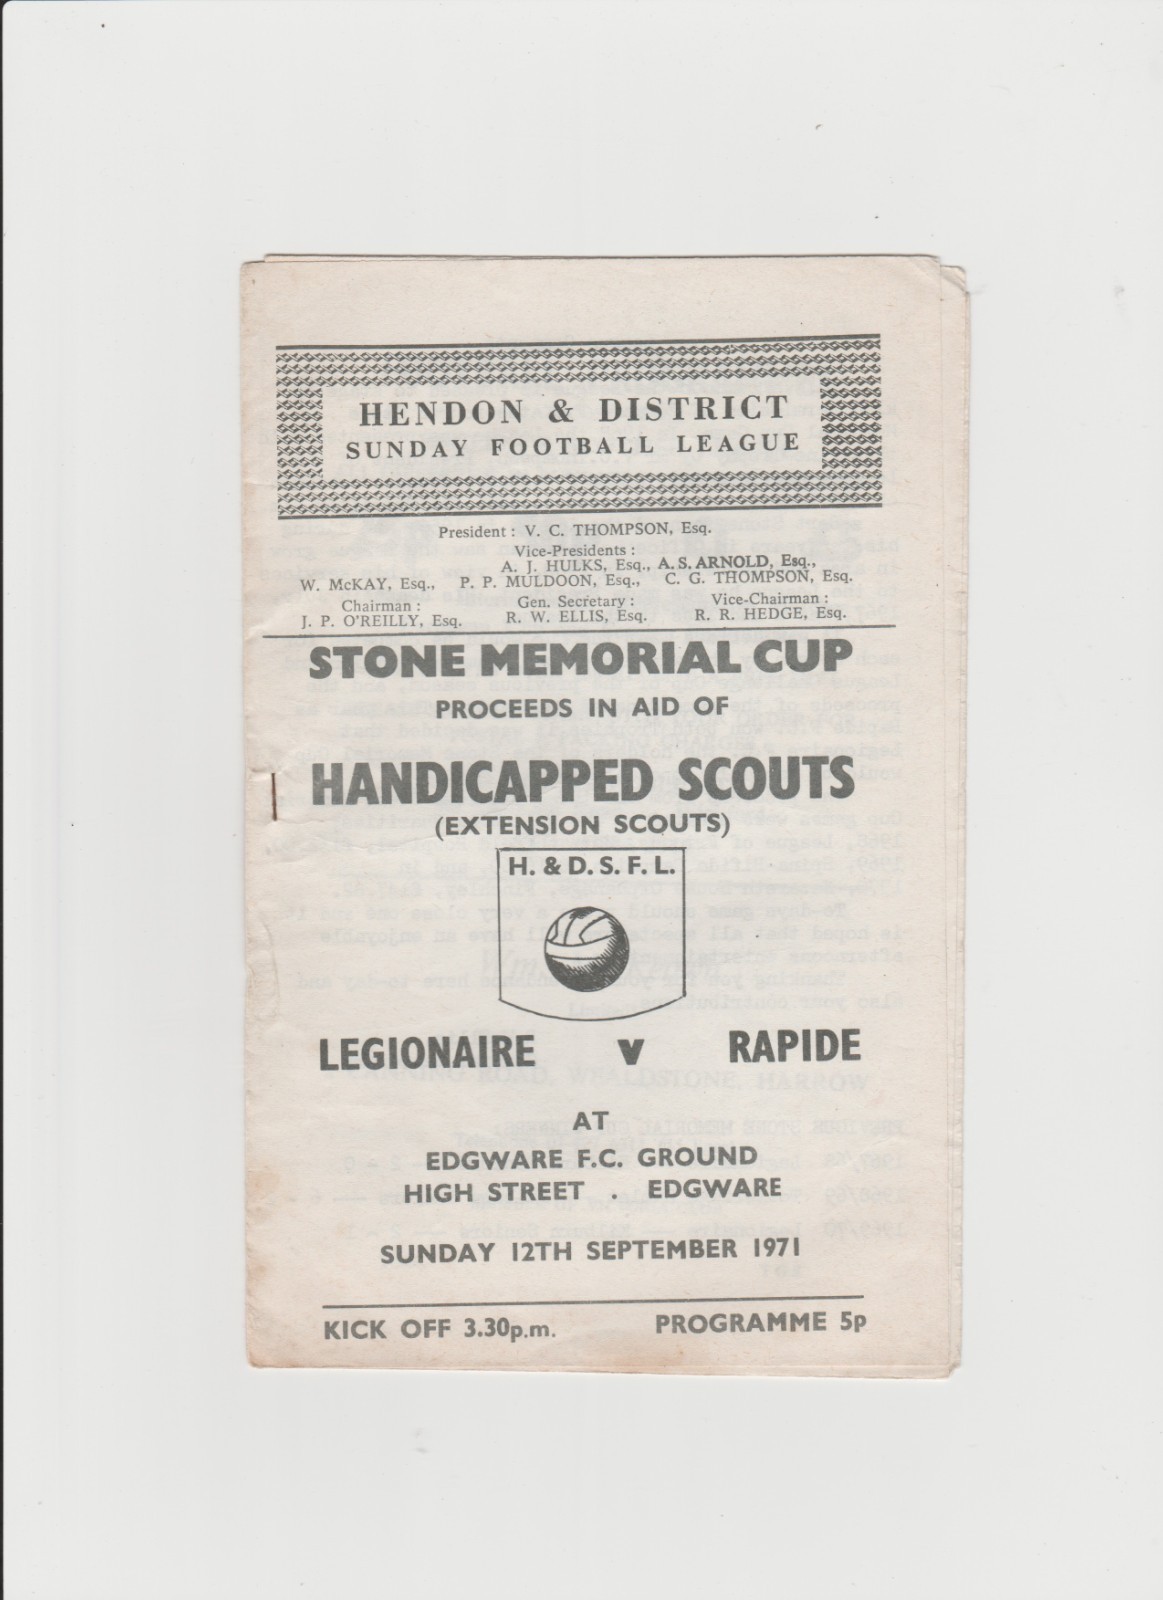 HENDON & DISTRICT
SUNDAY FOOTBALL LEAGUE
President : V. C. THOMPSON, Esq.
Vice-Presidents :
A. J. HULKS, Esq., A. S. ARNOLD, Esq.,
W. McKAY, Esq., P. P. MULDOON, Esq., C. G. THOMPSON, Esq.
Chairman : Gen. Secretary : Vice-Chairman :
J. P. O'REILLY, Esq. R. W. ELLIS, Esq. R. R. HEDGE, Esq.
STONE MEMORIAL CUP
PROCEEDS IN AID OF
HANDICAPPED SCOUTS
(EXTENSION SCOUTS)
H. & D. S. F. L.
LEGIONAIRE V RAPIDE
AT
EDGWARE F.C. GROUND
HIGH STREET . EDGWARE
SUNDAY 12TH SEPTEMBER 1971
KICK OFF 3.30p.m. PROGRAMME 5p